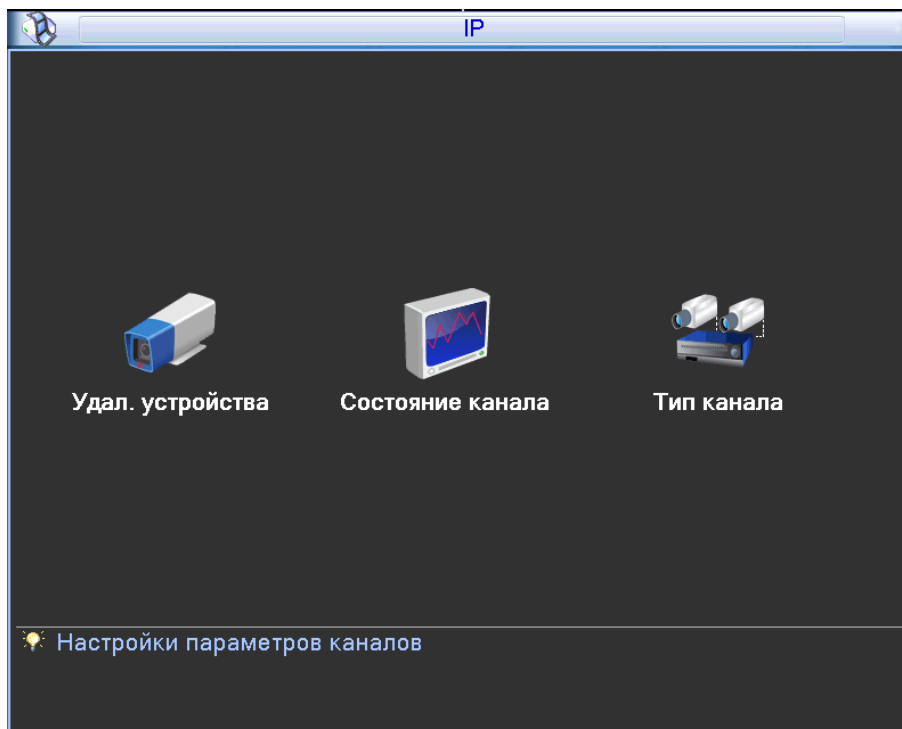 IP
Удал. устройства
Состояние канала
Тип канала
Настройки параметров каналов